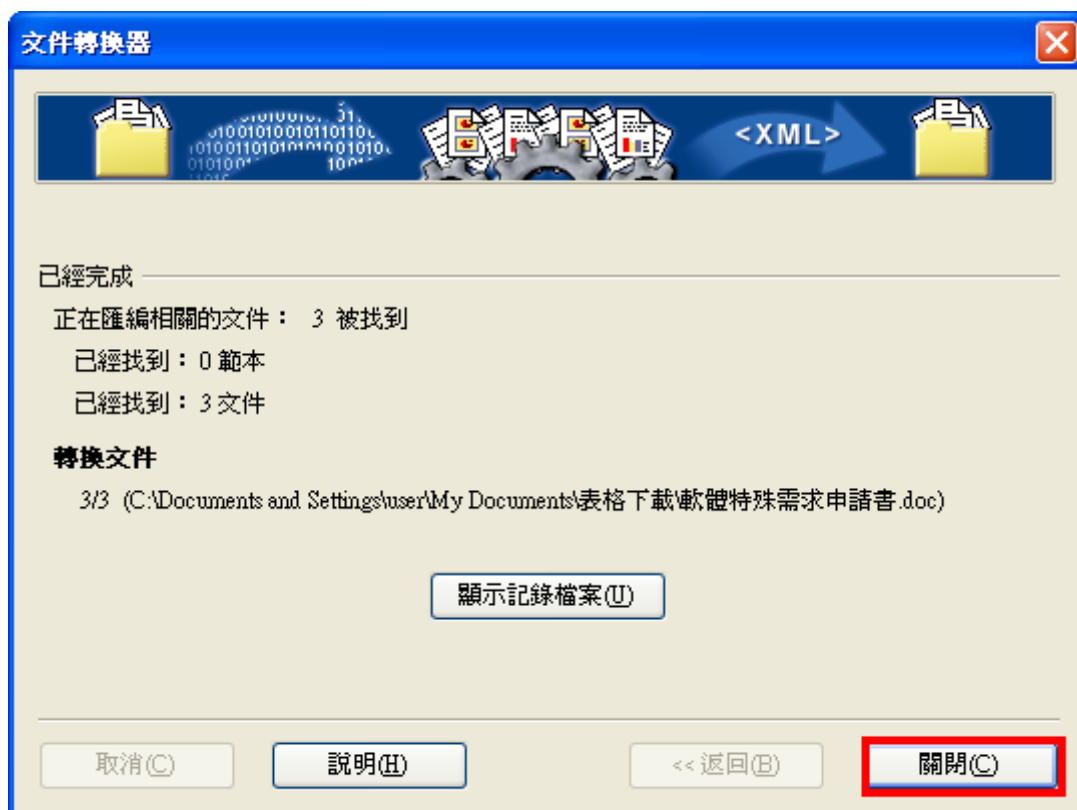 文件轉換器
<XML>
已經完成
正在匯編相關的文件： 3 被找到
已經找到：0 範本
已經找到：3 文件
轉換文件
3/3 (C:\Documents and Settings\user\My Documents\表格下載\軟體特殊需求申請書.doc)
顯示記錄檔案(U)
取消(C) 說明(H) << 返回(B) 關閉(C)